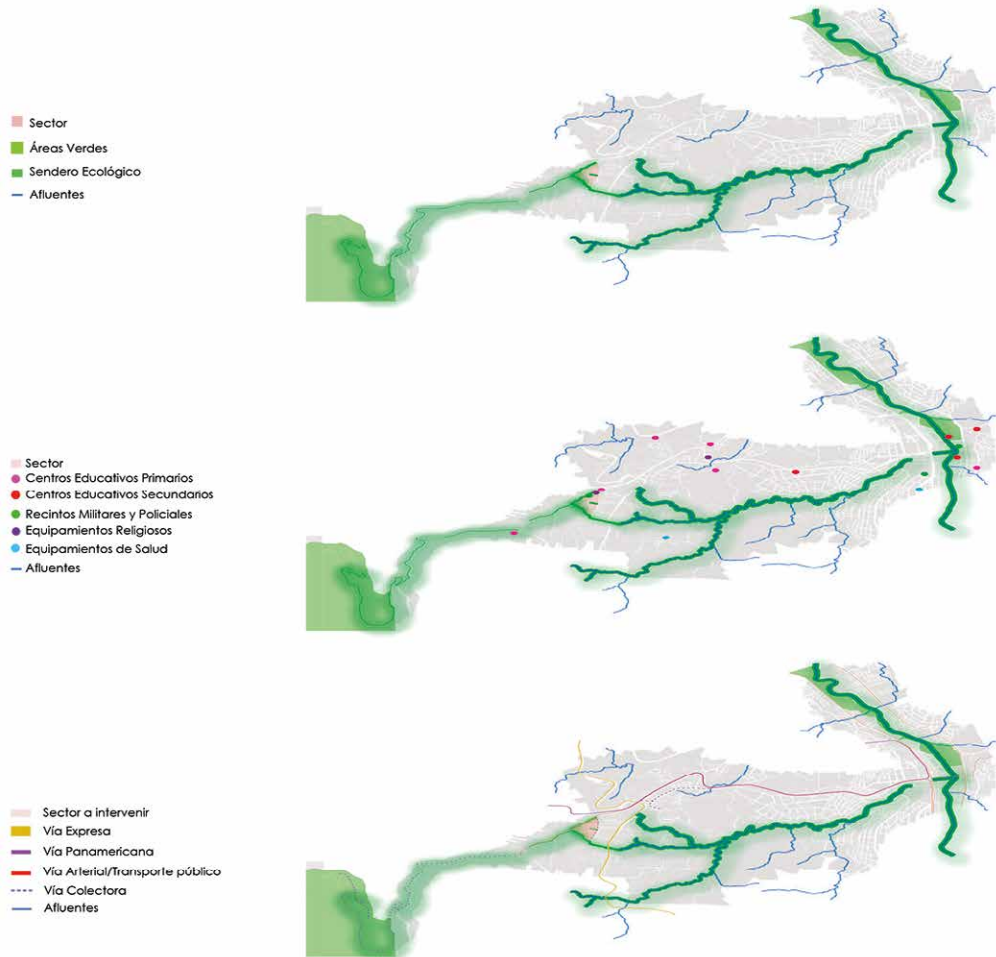 Sector
Áreas Verdes
Sendero Ecológico
Afluentes
Sector
Centros Educativos Primarios
Centros Educativos Secundarios
Recintos Militares y Policiales
Equipamientos Religiosos
Equipamientos de Salud
Afluentes
Sector a intervenir
Vía Expresa
Vía Panamericana
Vía Arterial/Transporte público
Vía Colectora
Afluentes